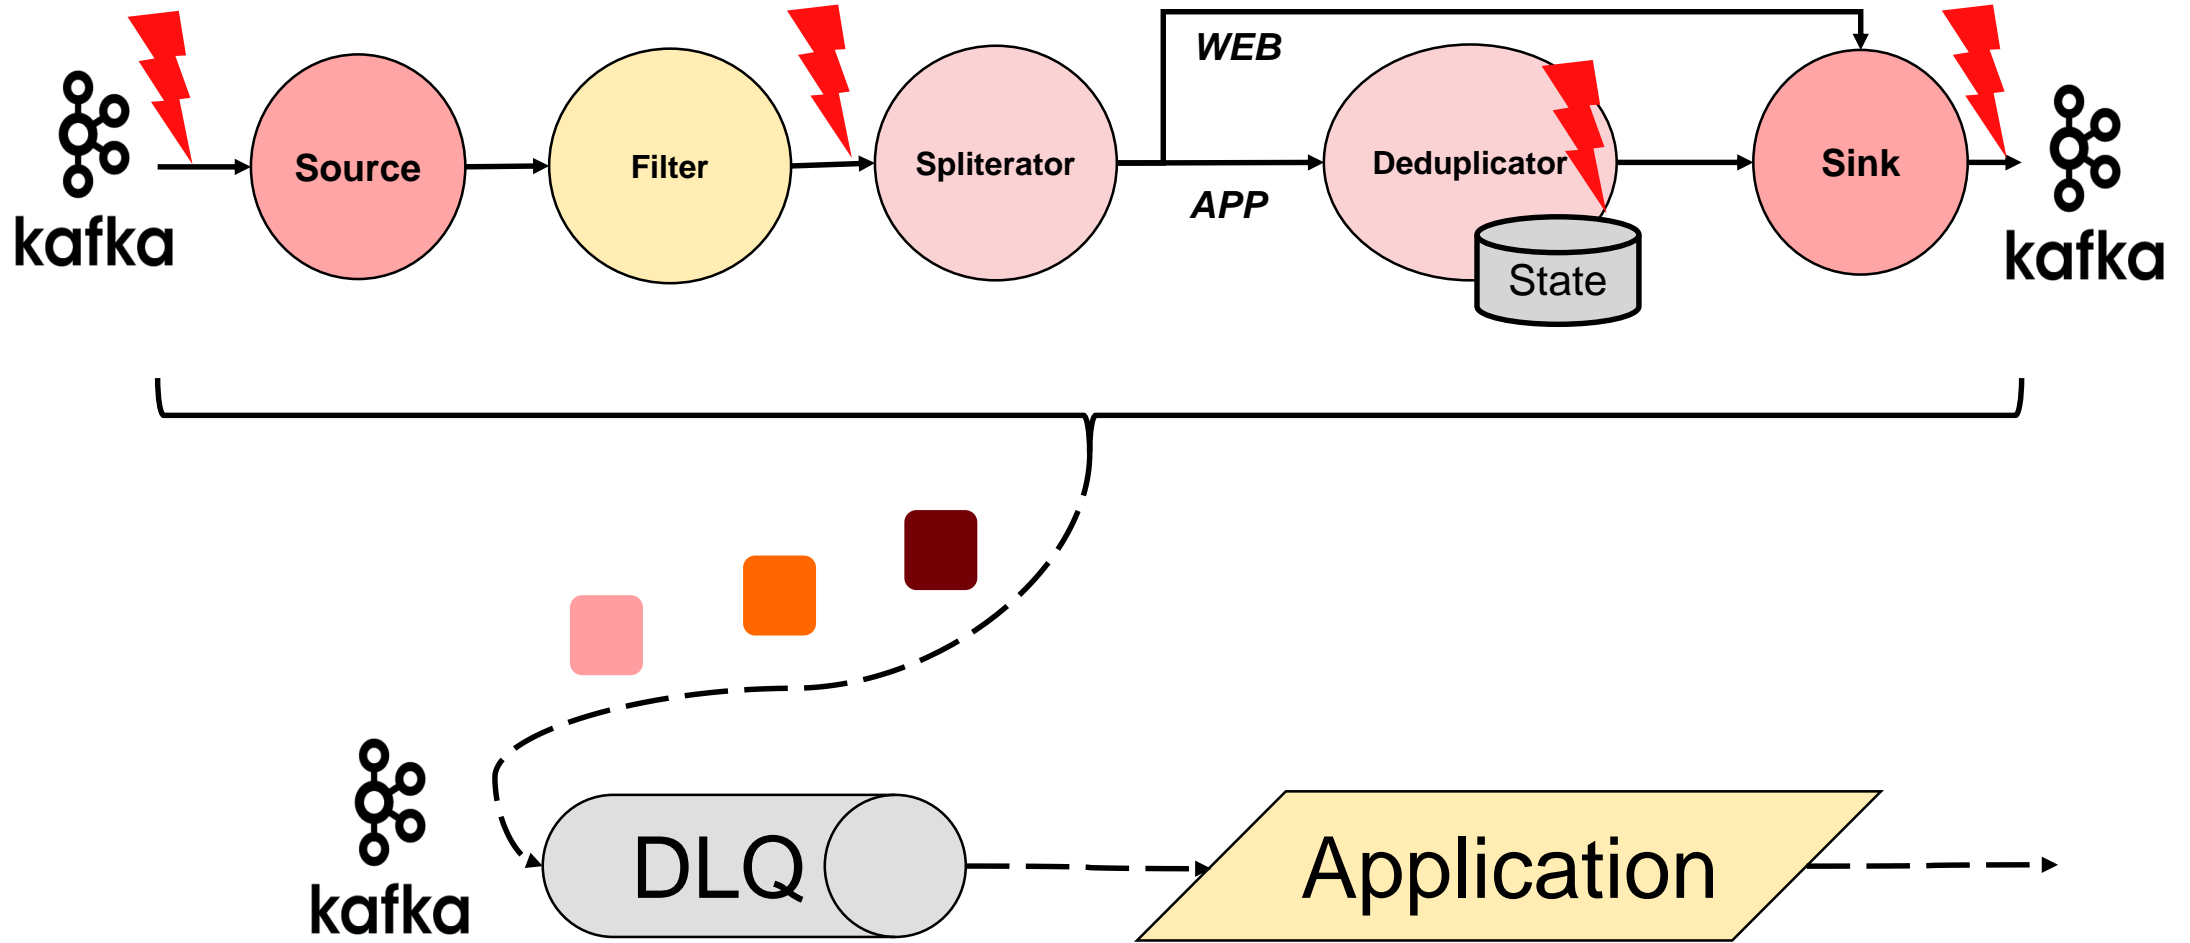 WEB
Source
Filter
Spliterator
Deduplicator
Sink
APP
kafka
kafka
State
DLQ
Application
kafka